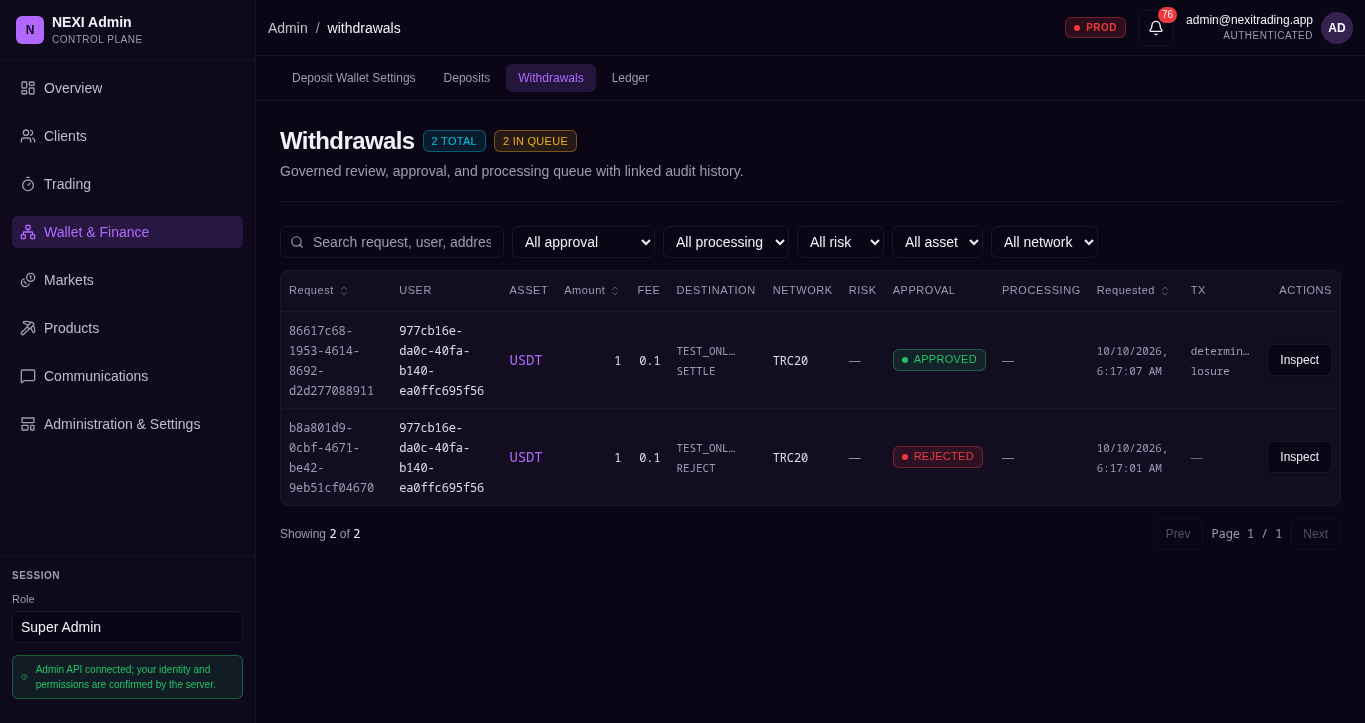 N
NEXI Admin
CONTROL PLANE
Admin / withdrawals
PROD
76
admin@nexitrading.app
AUTHENTICATED
AD
Overview
Clients
Trading
Wallet & Finance
Markets
Products
Communications
Administration & Settings
SESSION
Role
Super Admin
Admin API connected; your identity and
permissions are confirmed by the server.
Deposit Wallet Settings Deposits Withdrawals Ledger
Withdrawals 2 TOTAL 2 IN QUEUE
Governed review, approval, and processing queue with linked audit history.
Search request, user, addres All approval All processing All risk All asset All network
Request USER ASSET Amount FEE DESTINATION NETWORK RISK APPROVAL PROCESSING Requested TX ACTIONS
86617c68-
1953-4614-
8692-
d2d277088911
977cb16e-
da0c-40fa-
b140-
ea0ffc695f56
USDT
1
0.1
TEST_ONL…
SETTLE
TRC20
—
APPROVED
—
10/10/2026,
6:17:07 AM
determin…
losure
Inspect
b8a801d9-
0cbf-4671-
be42-
9eb51cf04670
977cb16e-
da0c-40fa-
b140-
ea0ffc695f56
USDT
1
0.1
TEST_ONL…
REJECT
TRC20
—
REJECTED
—
10/10/2026,
6:17:01 AM
—
Inspect
Showing 2 of 2
Prev Page 1 / 1 Next